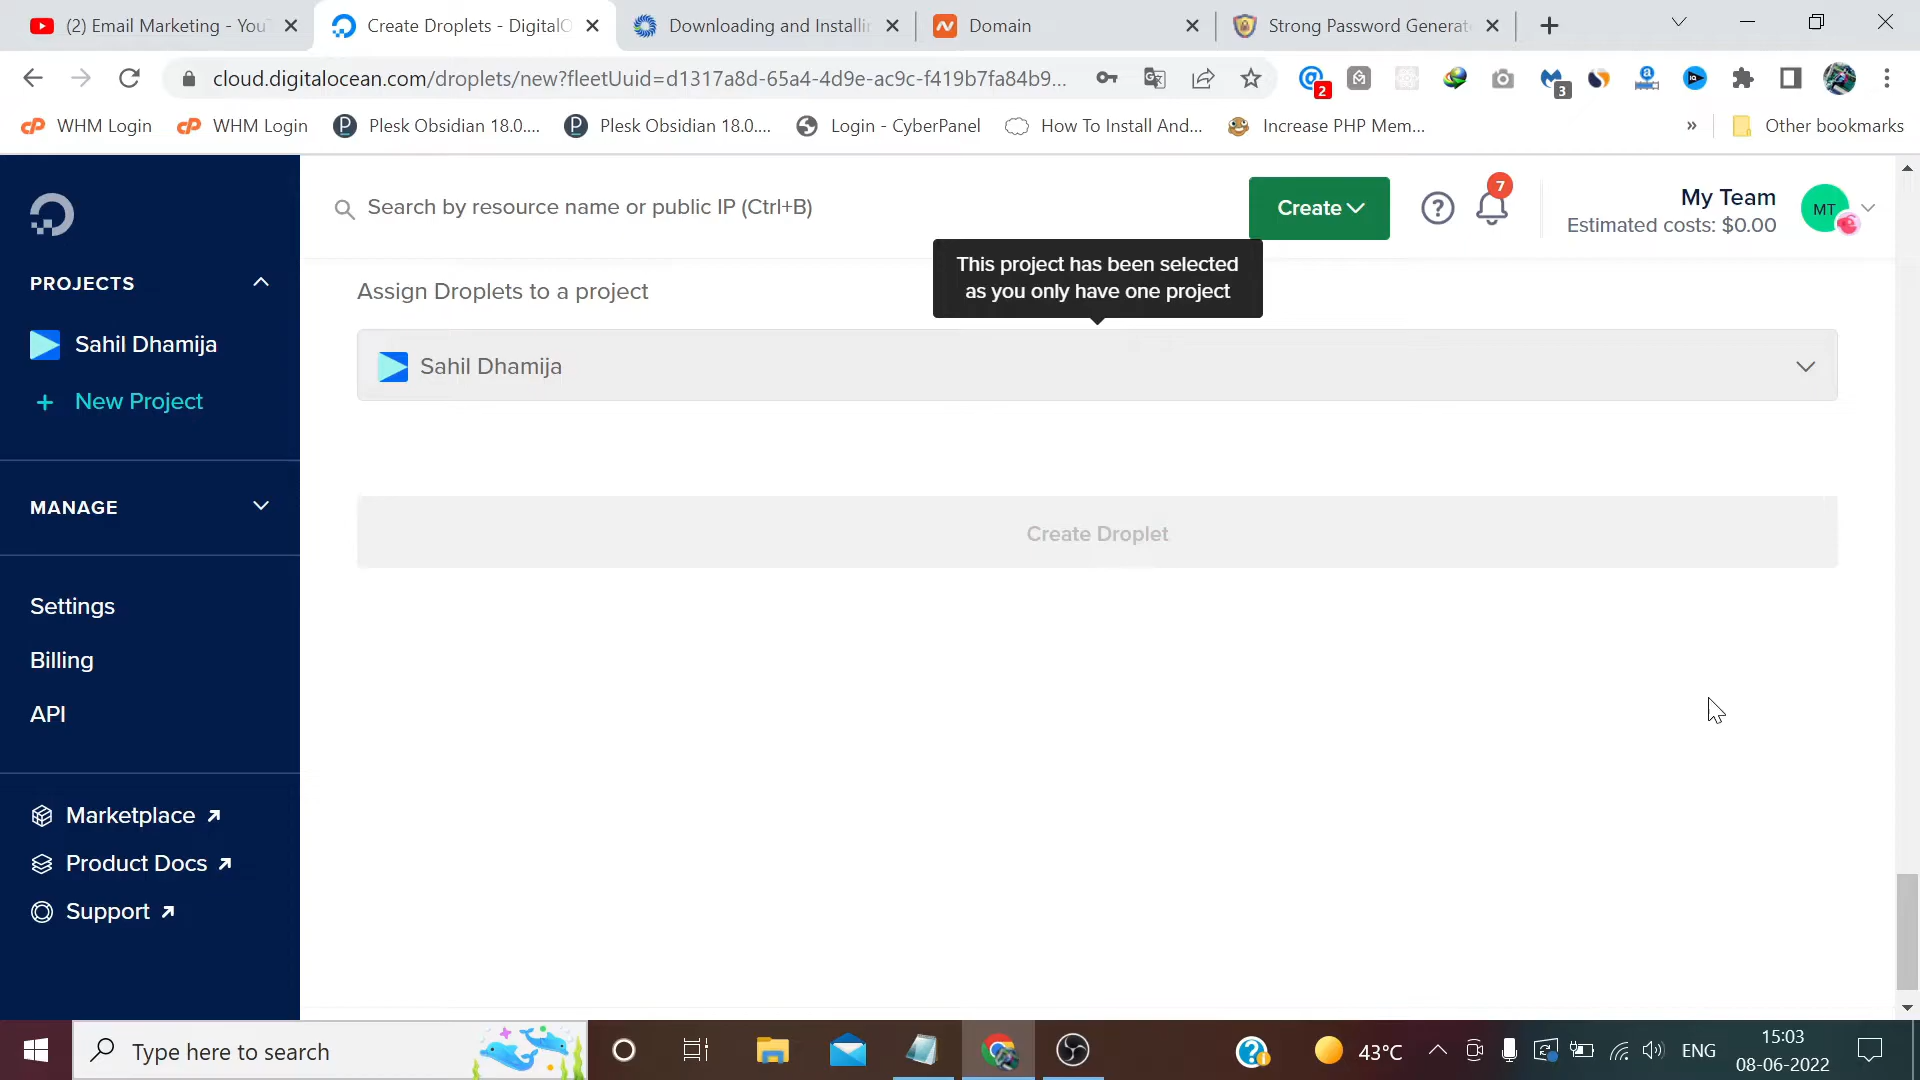 (2) Email Marketing - You
Create Droplets - DigitalO
Downloading and Installin
Domain
Strong Password Generat
cloud.digitalocean.com/droplets/new?fleetUuid=d1317a8d-65a4-4d9e-ac9c-f419b7fa84b9...
2
3
WHM Login
WHM Login
Plesk Obsidian 18.0....
Plesk Obsidian 18.0....
Login - CyberPanel
How To Install And...
Increase PHP Mem...
»
Other bookmarks
Search by resource name or public IP (Ctrl+B)
Create
7
My Team
Estimated costs: $0.00
MT
PROJECTS
Sahil Dhamija
+ New Project
MANAGE
Settings
Billing
API
Marketplace
Product Docs
Support
This project has been selected
as you only have one project
Assign Droplets to a project
Sahil Dhamija
Create Droplet
Type here to search
43°C
ENG
15:03
08-06-2022